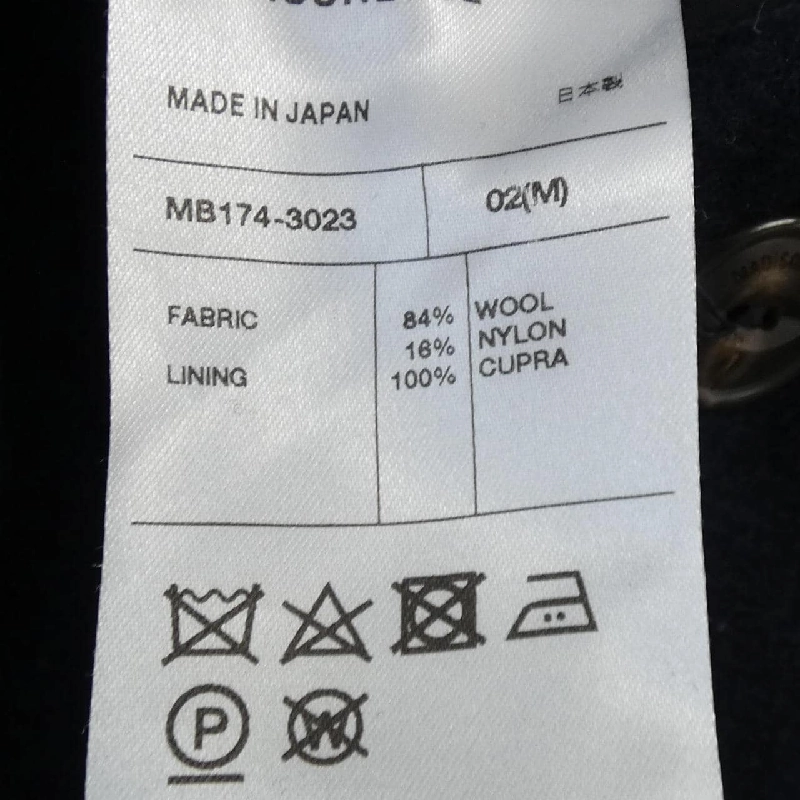 MADE IN JAPAN 日本製
MB174-3023 02(M)
FABRIC 84% WOOL
16% NYLON
LINING 100% CUPRA
P
W